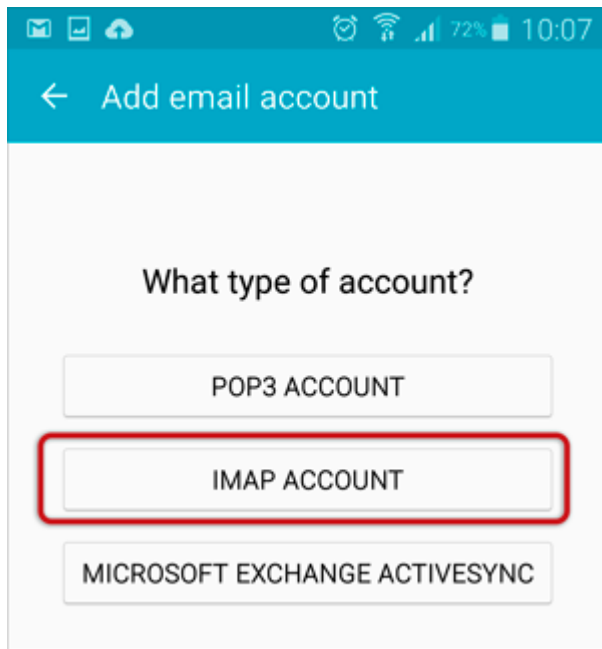 72% 10:07
Add email account
What type of account?
POP3 ACCOUNT
IMAP ACCOUNT
MICROSOFT EXCHANGE ACTIVESYNC